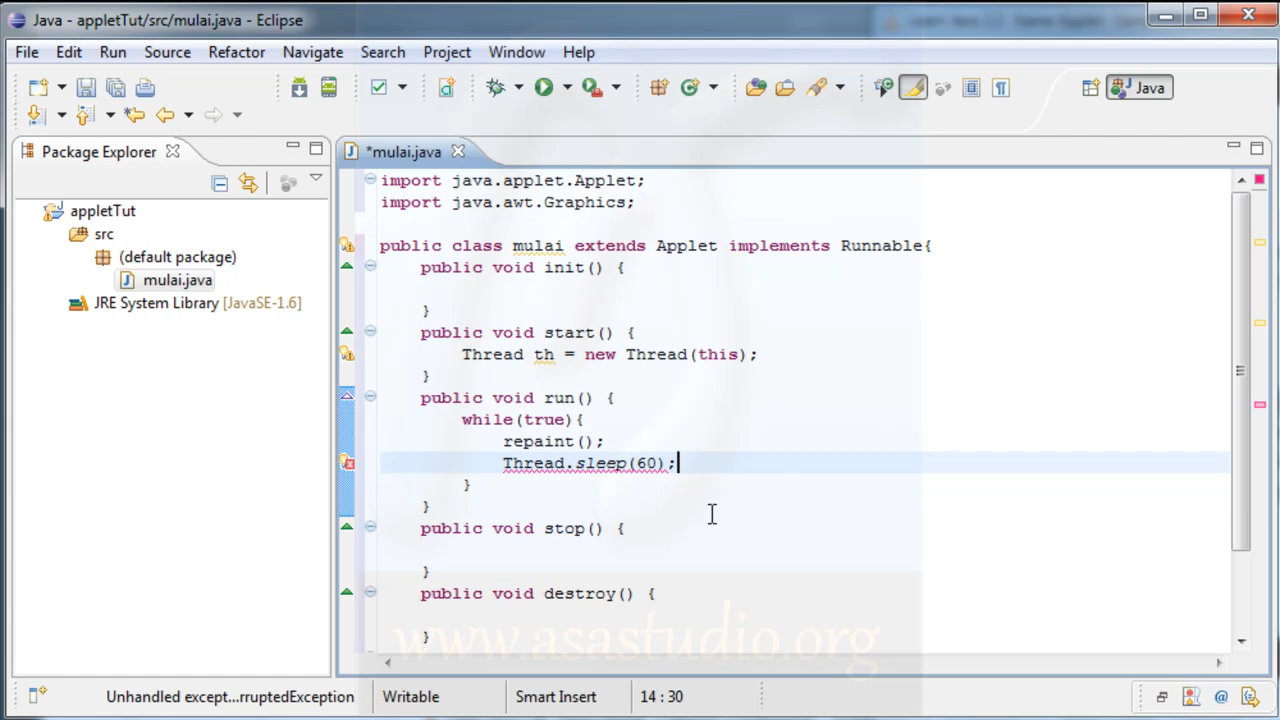 Java - appletTut/src/mulai.java - Eclipse
File Edit Run Source Refactor Navigate Search Project Window Help
Java
Package Explorer
*mulai.java
appletTut
src
(default package)
mulai.java
JRE System Library [JavaSE-1.6]
import java.applet.Applet;
import java.awt.Graphics;
public class mulai extends Applet implements Runnable{
public void init() {
}
public void start() {
Thread th = new Thread(this);
}
public void run() {
while(true){
repaint();
Thread.sleep(60);
}
}
public void stop() {
}
public void destroy() {
}
www.asastudio.org
Unhandled except...rruptedException Writable Smart Insert 14 : 30